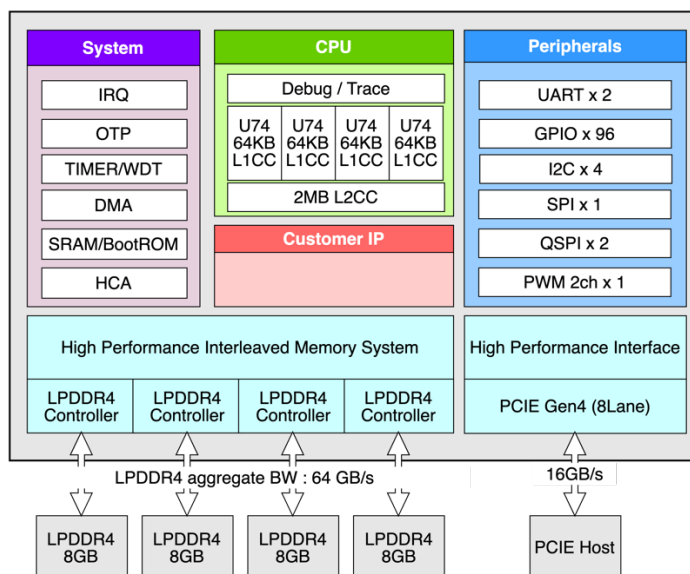 System
IRQ
OTP
TIMER/WDT
DMA
SRAM/BootROM
HCA
CPU
Debug / Trace
U74
64KB
L1CC
U74
64KB
L1CC
U74
64KB
L1CC
U74
64KB
L1CC
2MB L2CC
Customer IP
Peripherals
UART x 2
GPIO x 96
I2C x 4
SPI x 1
QSPI x 2
PWM 2ch x 1
High Performance Interleaved Memory System
LPDDR4
Controller
LPDDR4
Controller
LPDDR4
Controller
LPDDR4
Controller
High Performance Interface
PCIE Gen4 (8Lane)
LPDDR4 aggregate BW : 64 GB/s
16GB/s
LPDDR4
8GB
LPDDR4
8GB
LPDDR4
8GB
LPDDR4
8GB
PCIE Host